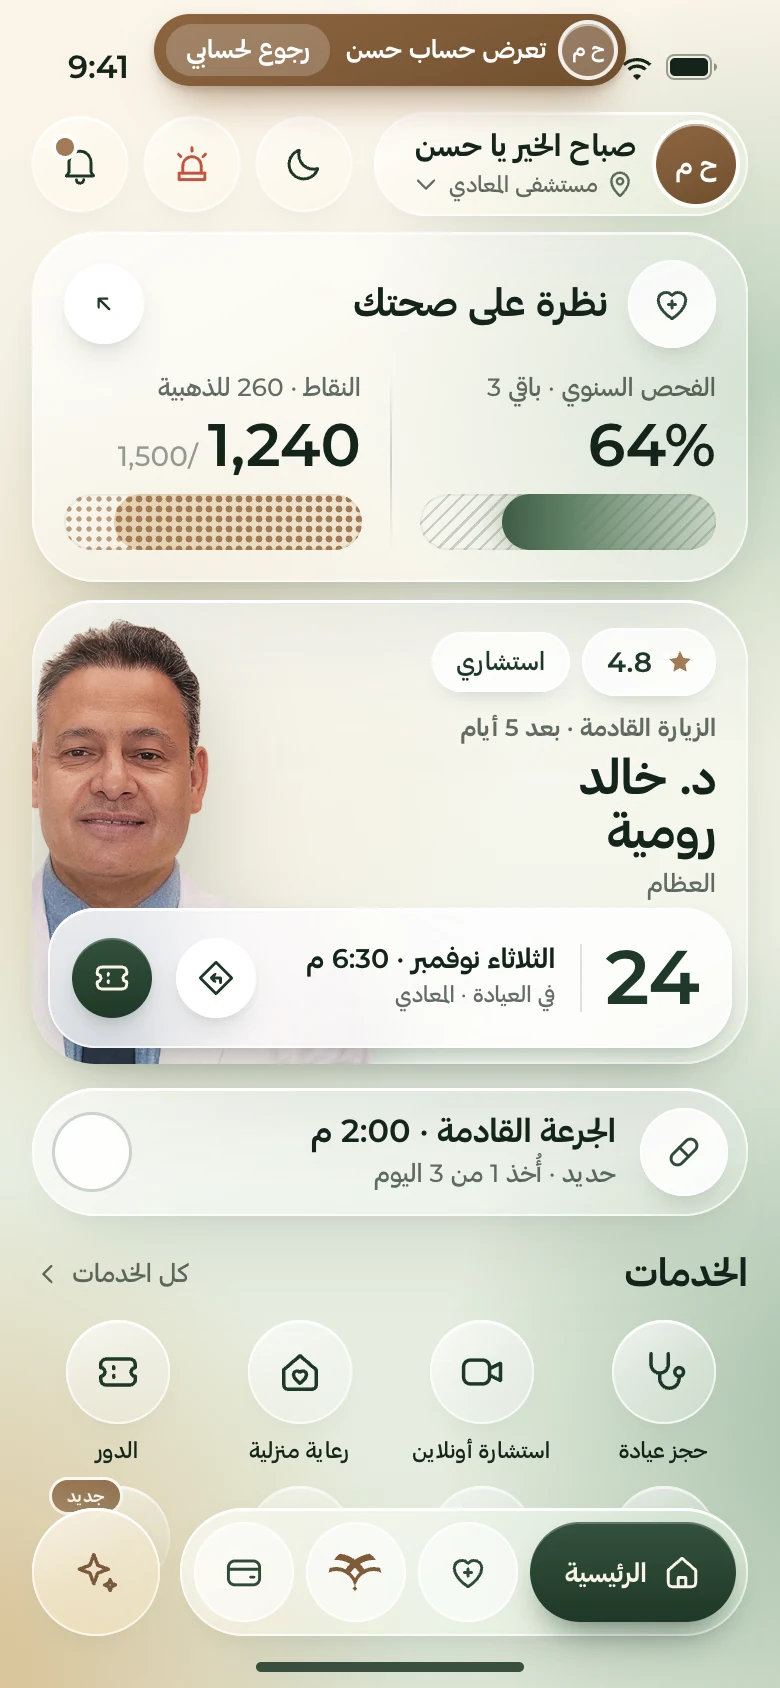 9:41
ح م
تعرض حساب حسن
رجوع لحسابي
ح م
صباح الخير يا حسن
مستشفى المعادي
نظرة على صحتك
الفحص السنوي · باقي 3
64%
النقاط · 260 للذهبية
1,240 /1,500
4.8
استشاري
الزيارة القادمة · بعد 5 أيام
د. خالد
رومية
العظام
24
الثلاثاء نوفمبر · 6:30 م
في العيادة · المعادي
الجرعة القادمة · 2:00 م
حديد · أُخذ 1 من 3 اليوم
الخدمات
كل الخدمات
حجز عيادة
استشارة أونلاين
رعاية منزلية
الدور
جديد
الرئيسية